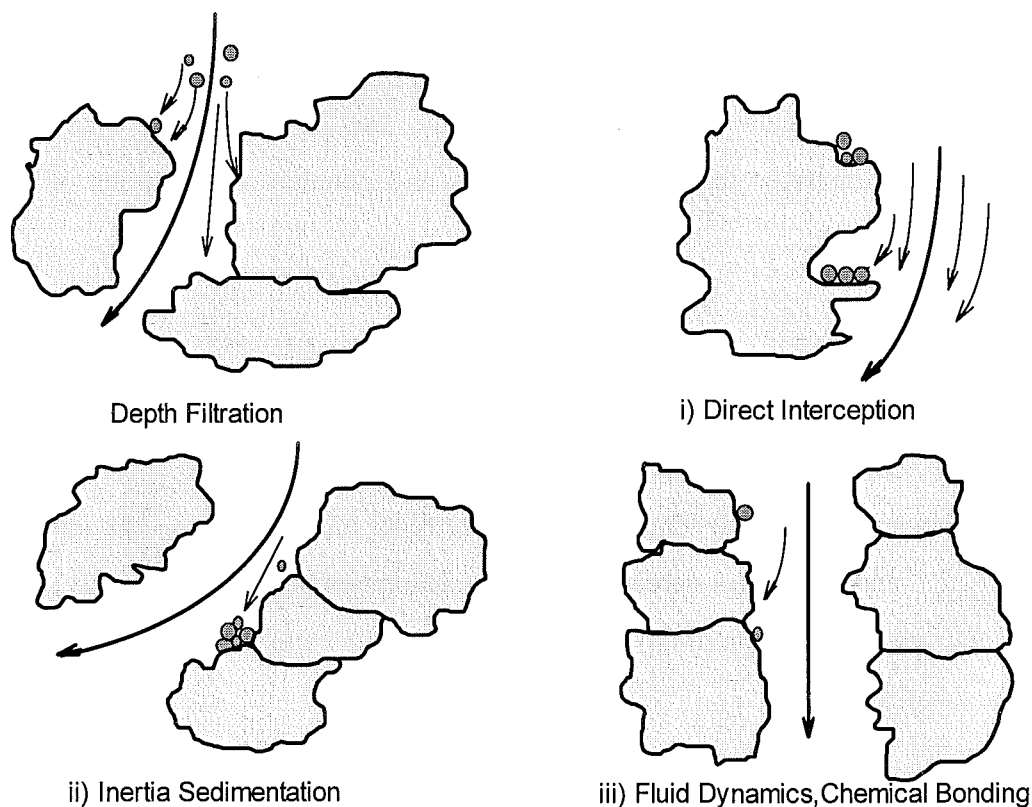 Depth Filtration
i) Direct Interception
ii) Inertia Sedimentation
iii) Fluid Dynamics,Chemical Bonding